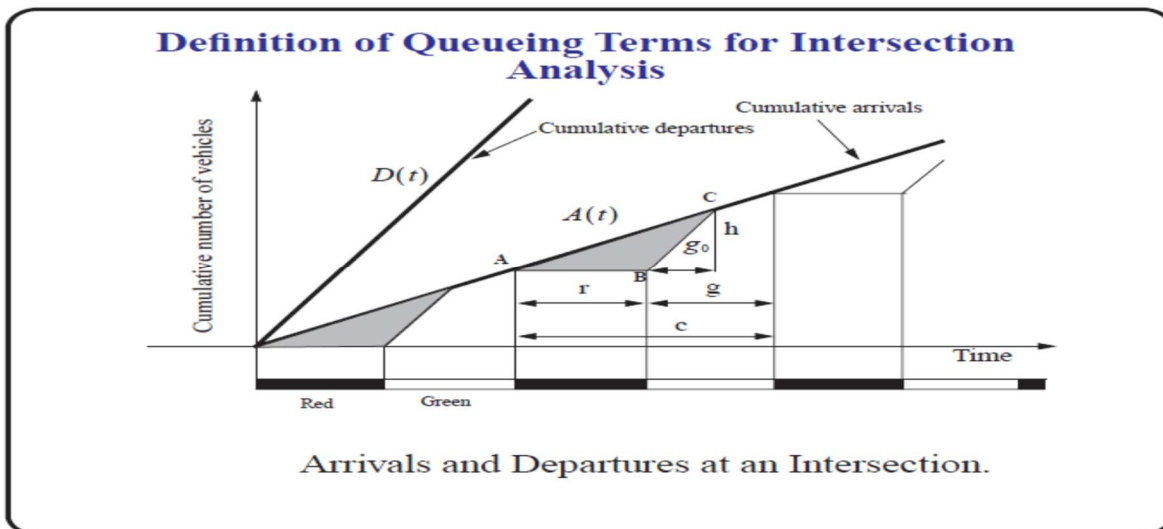 Definition of Queueing Terms for Intersection
Analysis
Cumulative number of vehicles
Cumulative arrivals
Cumulative departures
D(t)
A(t)
C
h
A
g₀
B
r
g
c
Time
Red
Green
Arrivals and Departures at an Intersection.